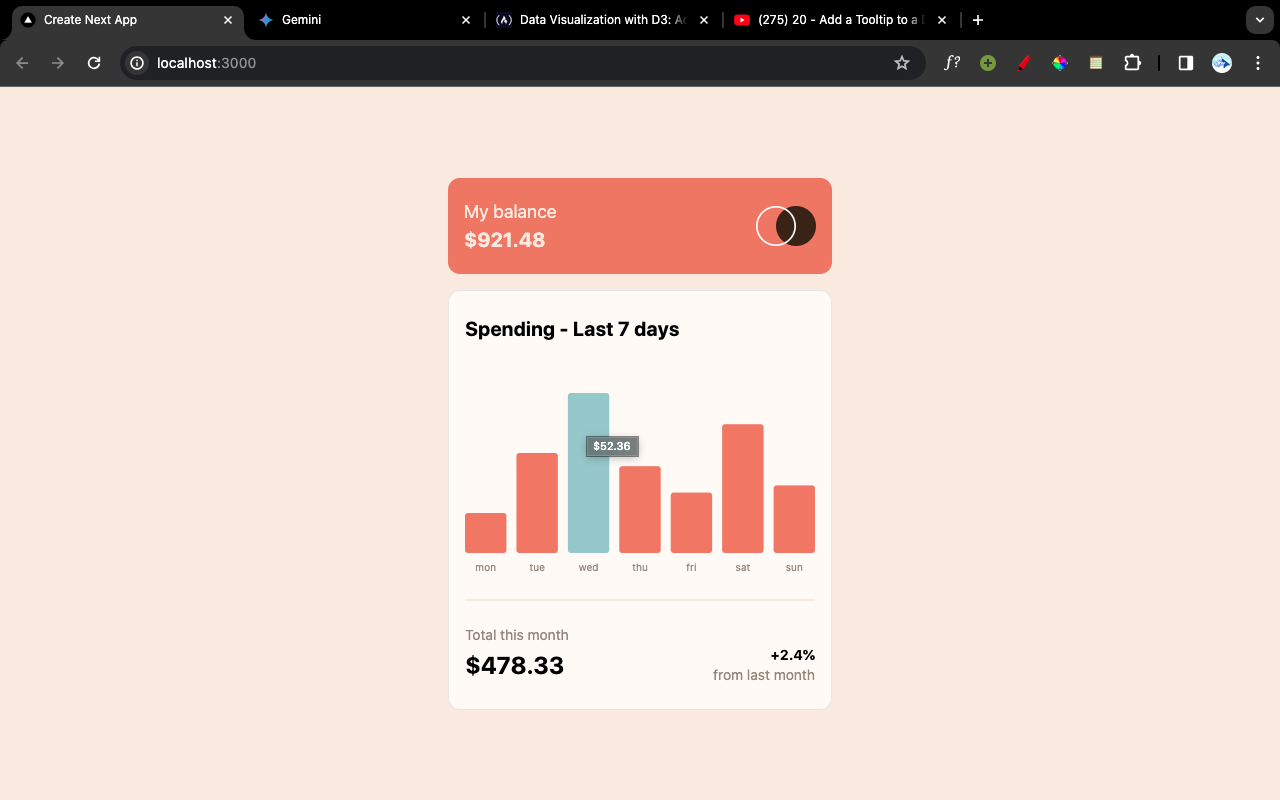 Create Next App
Gemini
Data Visualization with D3: Ac
(275) 20 - Add a Tooltip to a
localhost:3000
f?
My balance
$921.48
Spending - Last 7 days
$52.36
mon tue wed thu fri sat sun
Total this month
$478.33
+2.4%
from last month